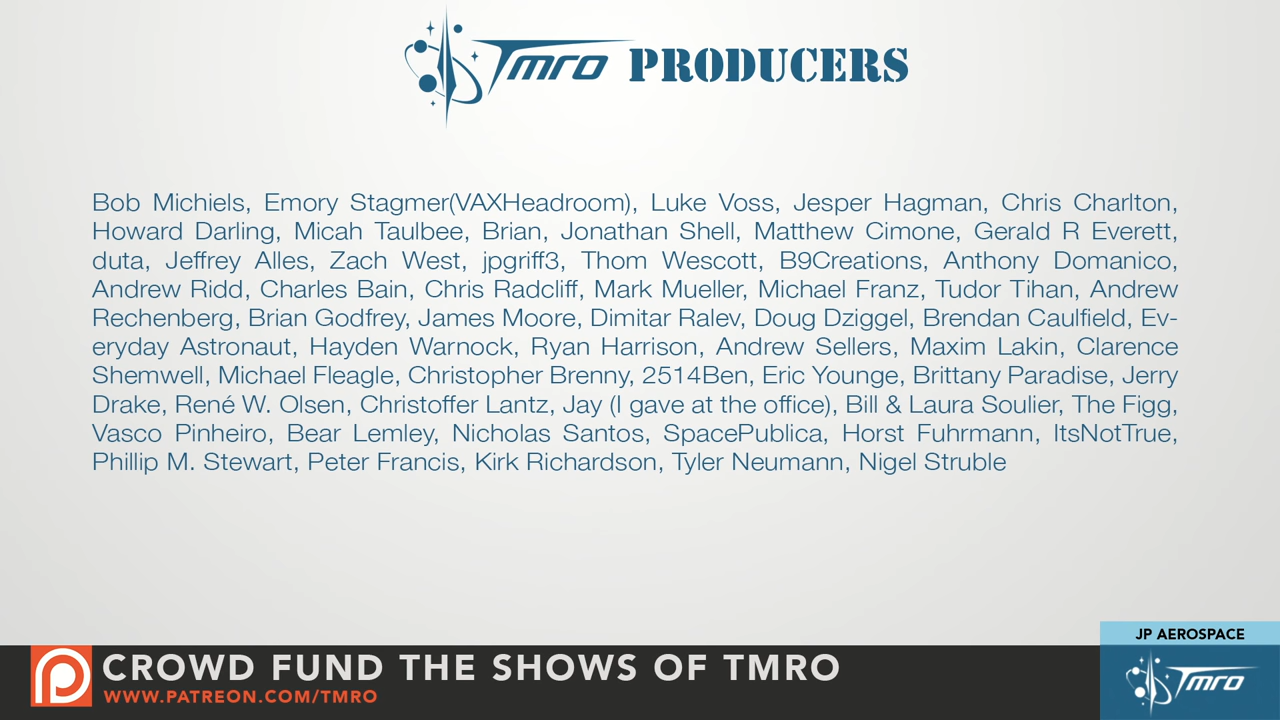 TMRO PRODUCERS
Bob Michiels, Emory Stagmer(VAXHeadroom), Luke Voss, Jesper Hagman, Chris Charlton,
Howard Darling, Micah Taulbee, Brian, Jonathan Shell, Matthew Cimone, Gerald R Everett,
duta, Jeffrey Alles, Zach West, jpgriff3, Thom Wescott, B9Creations, Anthony Domanico,
Andrew Ridd, Charles Bain, Chris Radcliff, Mark Mueller, Michael Franz, Tudor Tihan, Andrew
Rechenberg, Brian Godfrey, James Moore, Dimitar Ralev, Doug Dziggel, Brendan Caulfield, Ev-
eryday Astronaut, Hayden Warnock, Ryan Harrison, Andrew Sellers, Maxim Lakin, Clarence
Shemwell, Michael Fleagle, Christopher Brenny, 2514Ben, Eric Younge, Brittany Paradise, Jerry
Drake, René W. Olsen, Christoffer Lantz, Jay (I gave at the office), Bill & Laura Soulier, The Figg,
Vasco Pinheiro, Bear Lemley, Nicholas Santos, SpacePublica, Horst Fuhrmann, ItsNotTrue,
Phillip M. Stewart, Peter Francis, Kirk Richardson, Tyler Neumann, Nigel Struble
CROWD FUND THE SHOWS OF TMRO
WWW.PATREON.COM/TMRO
JP AEROSPACE
TMRO